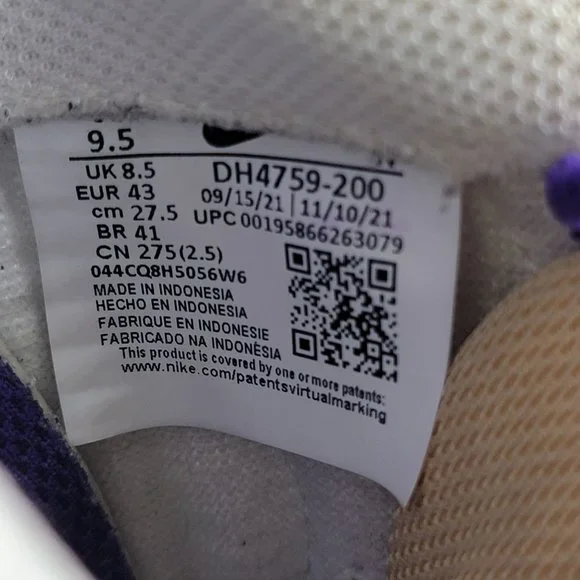 9.5
UK 8.5
EUR 43
cm 27.5
BR 41
CN 275(2.5)
044CQ8H5056W6
DH4759-200
09/15/21 | 11/10/21
UPC 00195866263079
MADE IN INDONESIA
HECHO EN INDONESIA
FABRIQUE EN INDONESIE
FABRICADO NA INDONÉSIA
This product is covered by one or more patents:
www.nike.com/patentsvirtualmarking